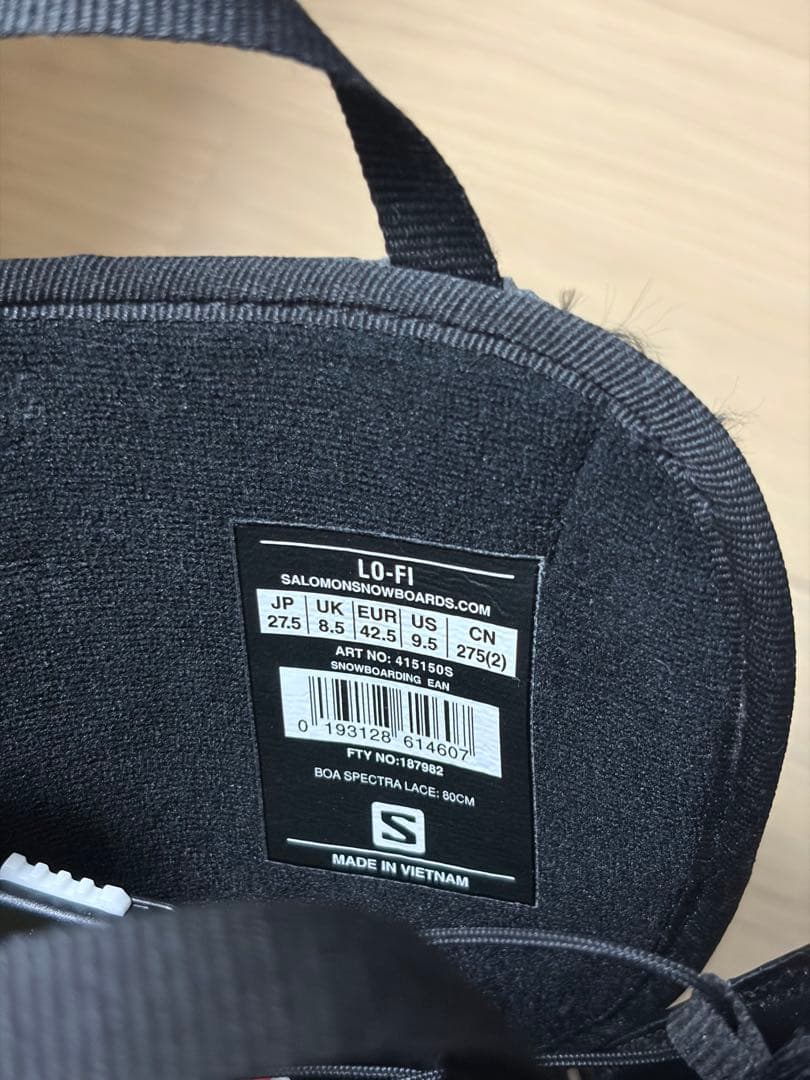 LO-FI
SALOMONSNOWBOARDS.COM
JP UK EUR US CN
27.5 8.5 42.5 9.5 275(2)
ART NO: 415150S
SNOWBOARDING EAN
0 193128 614607
FTY NO:187982
BOA SPECTRA LACE: 80CM
S
MADE IN VIETNAM